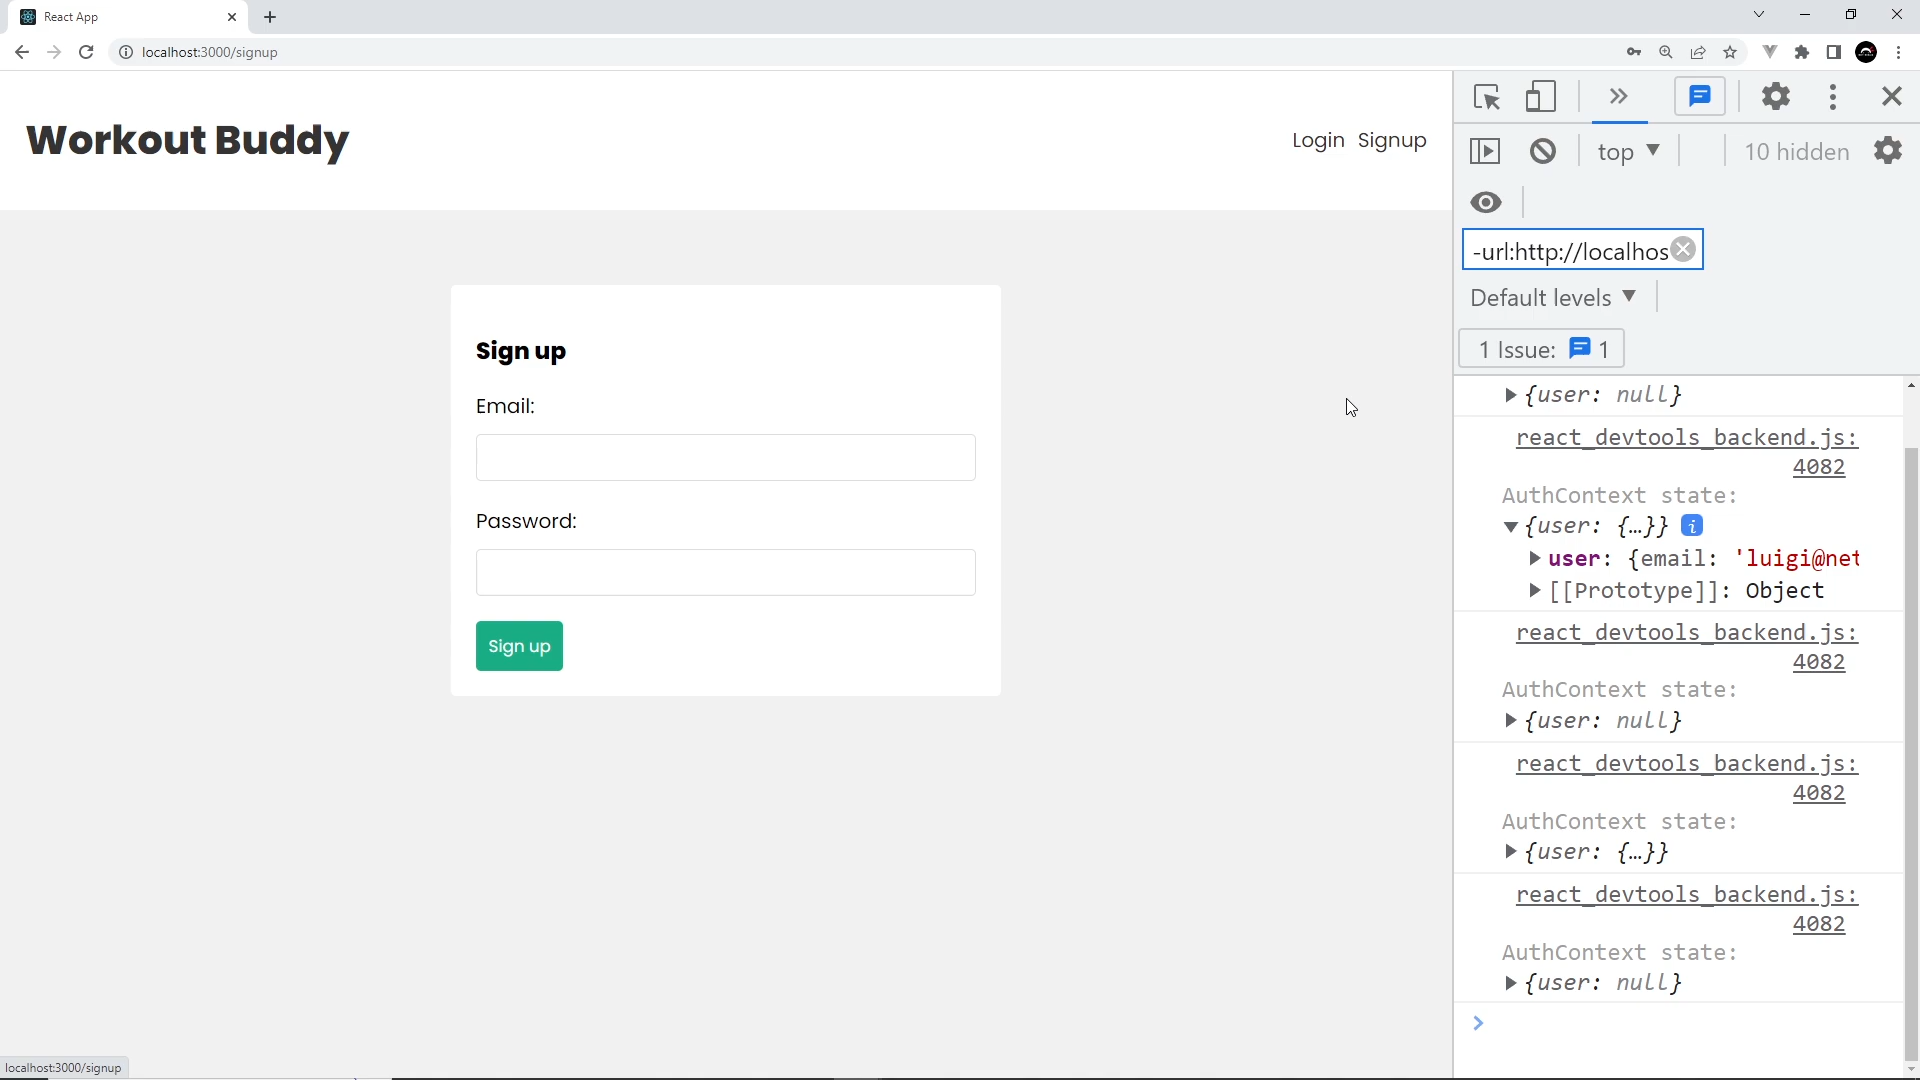 React App
localhost:3000/signup
Workout Buddy
Login Signup
top
10 hidden
-url:http://localhos
Default levels
1 Issue: 1
Sign up
Email:
Password:
Sign up
{user: null}
react_devtools_backend.js:
4082
AuthContext state:
{user: {…}} i
user: {email: 'luigi@net
[[Prototype]]: Object
react_devtools_backend.js:
4082
AuthContext state:
{user: null}
react_devtools_backend.js:
4082
AuthContext state:
{user: {…}}
react_devtools_backend.js:
4082
AuthContext state:
{user: null}
localhost:3000/signup